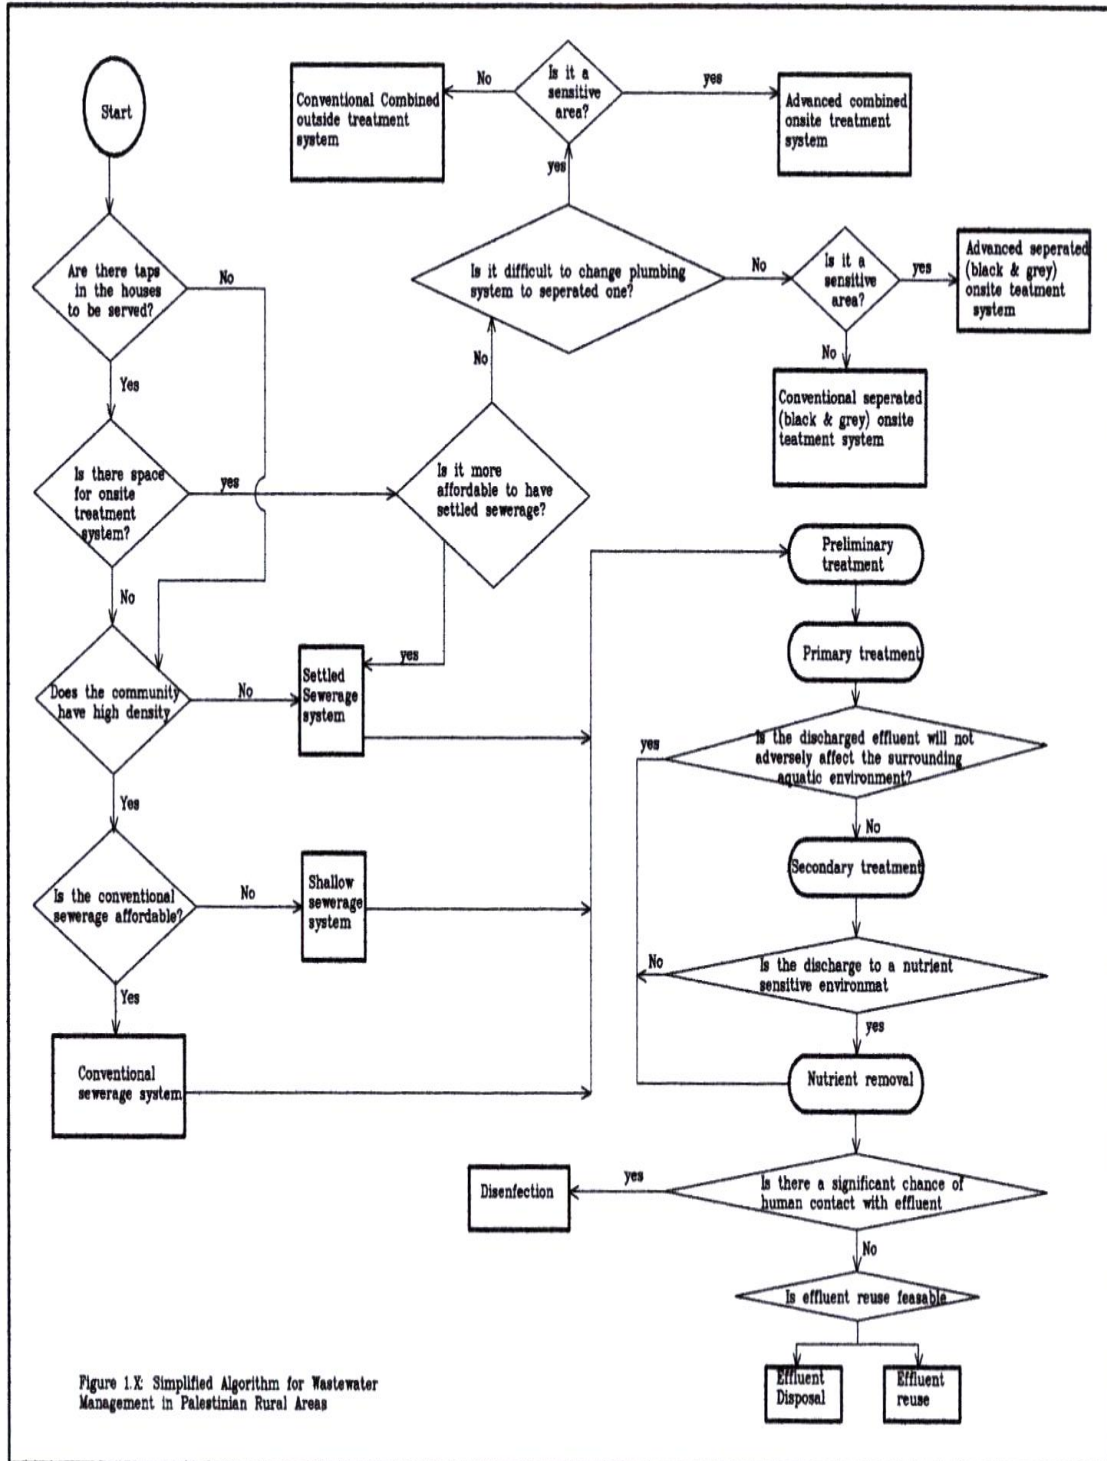 Start
No
Is it a
sensitive
area?
yes
Conventional Combined
outside treatment
system
Advanced combined
onsite treatment
system
yes
Are there taps
in the houses
to be served?
No
Is it difficult to change plumbing
system to seperated one?
No
Is it a
sensitive
area?
yes
Advanced seperated
(black & grey)
onsite teatment
system
No
Conventional seperated
(black & grey) onsite
teatment system
Yes
No
Is there space
for onsite
treatment
system?
yes
Is it more
affordable to have
settled sewerage?
No
yes
Does the community
have high density
No
Settled
Sewerage
system
Yes
Is the conventional
sewerage affordable?
No
Shallow
sewerage
system
Yes
Conventional
sewerage system
Preliminary
treatment
Primary treatment
yes
Is the discharged effluent will not
adversely affect the surrounding
aquatic environment?
No
Secondary treatment
No
Is the discharge to a nutrient
sensitive environmat
yes
Nutrient removal
Disenfection
yes
Is there a significant chance of
human contact with effluent
No
Is effluent reuse feasable
Effluent
Disposal
Effluent
reuse
Figure 1.X: Simplified Algorithm for Wastewater
Management in Palestinian Rural Areas